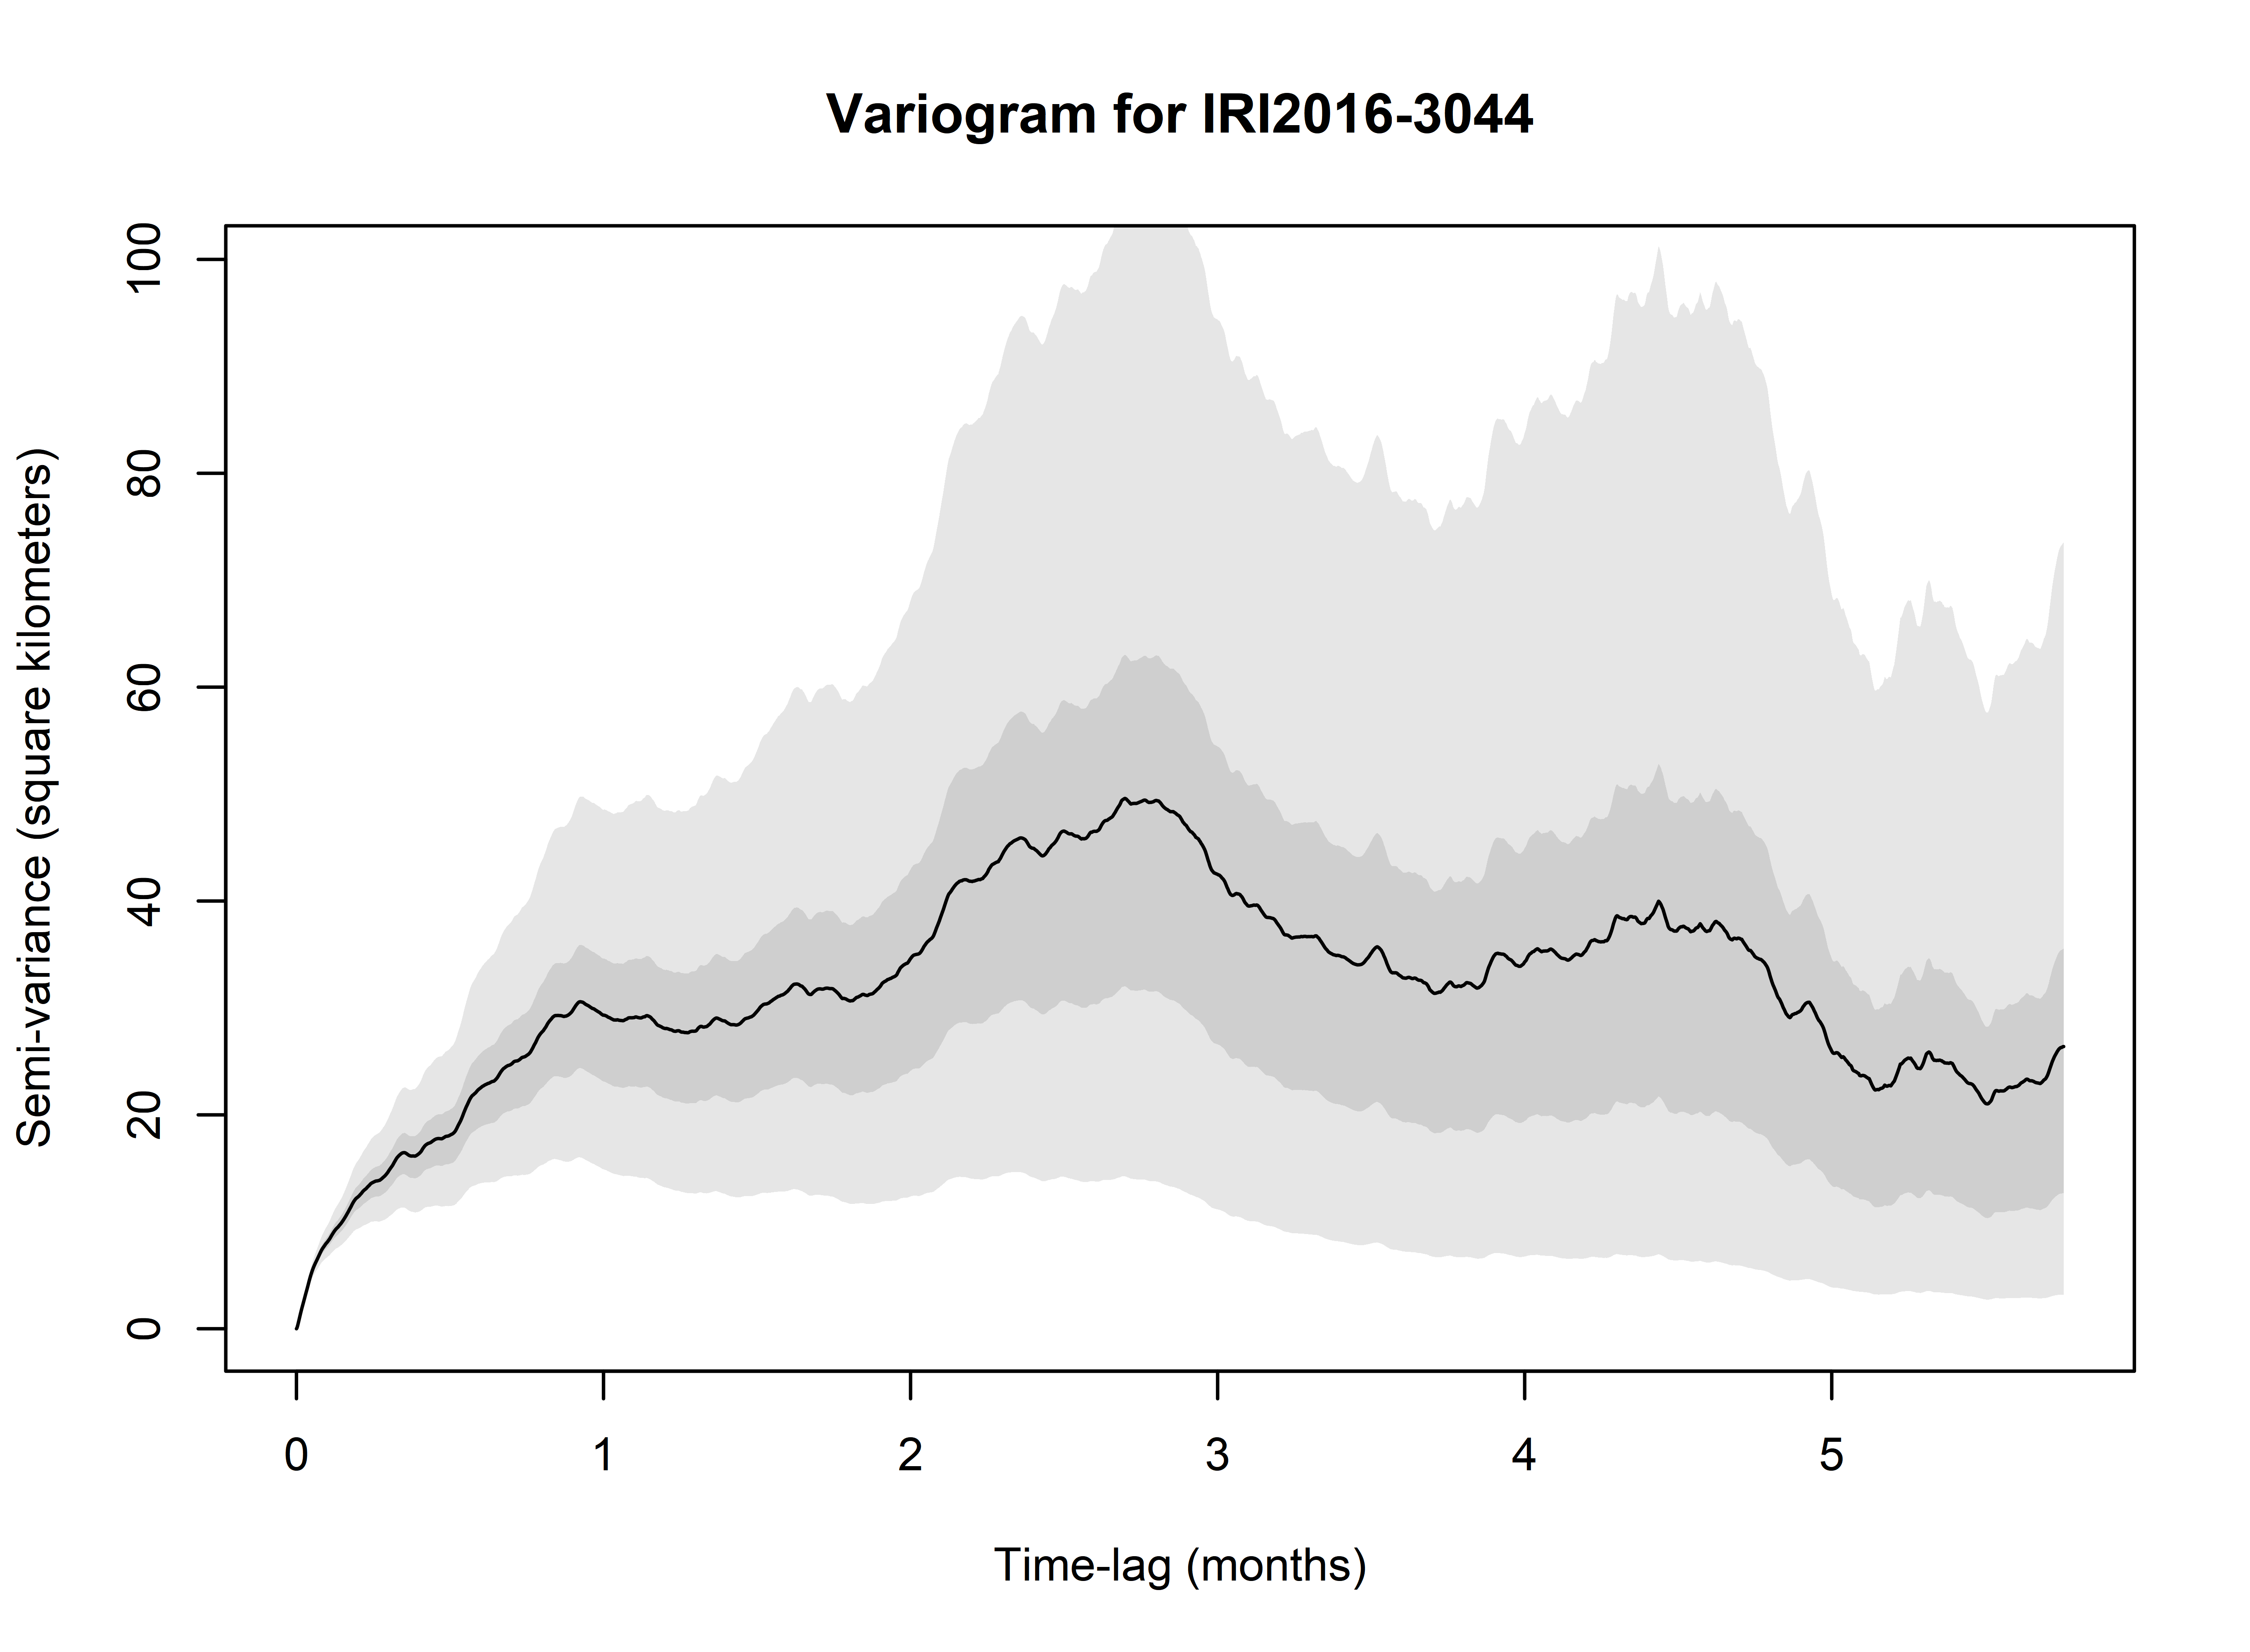 Variogram for IRI2016-3044
Semi-variance (square kilometers)
100
80
60
40
20
0
0 1 2 3 4 5
Time-lag (months)